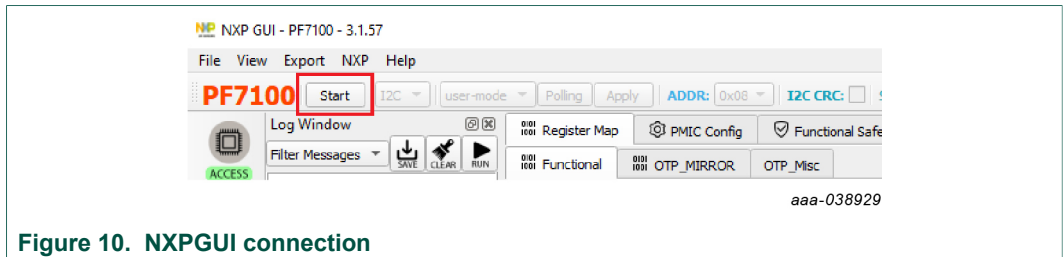 NXP GUI - PF7100 - 3.1.57
File View Export NXP Help
PF7100 Start I2C user-mode Polling Apply ADDR: 0x08 I2C CRC:
Log Window Register Map PMIC Config Functional Safe
Filter Messages SAVE CLEAR RUN Functional OTP_MIRROR OTP_Misc
ACCESS
aaa-038929
Figure 10. NXPGUI connection